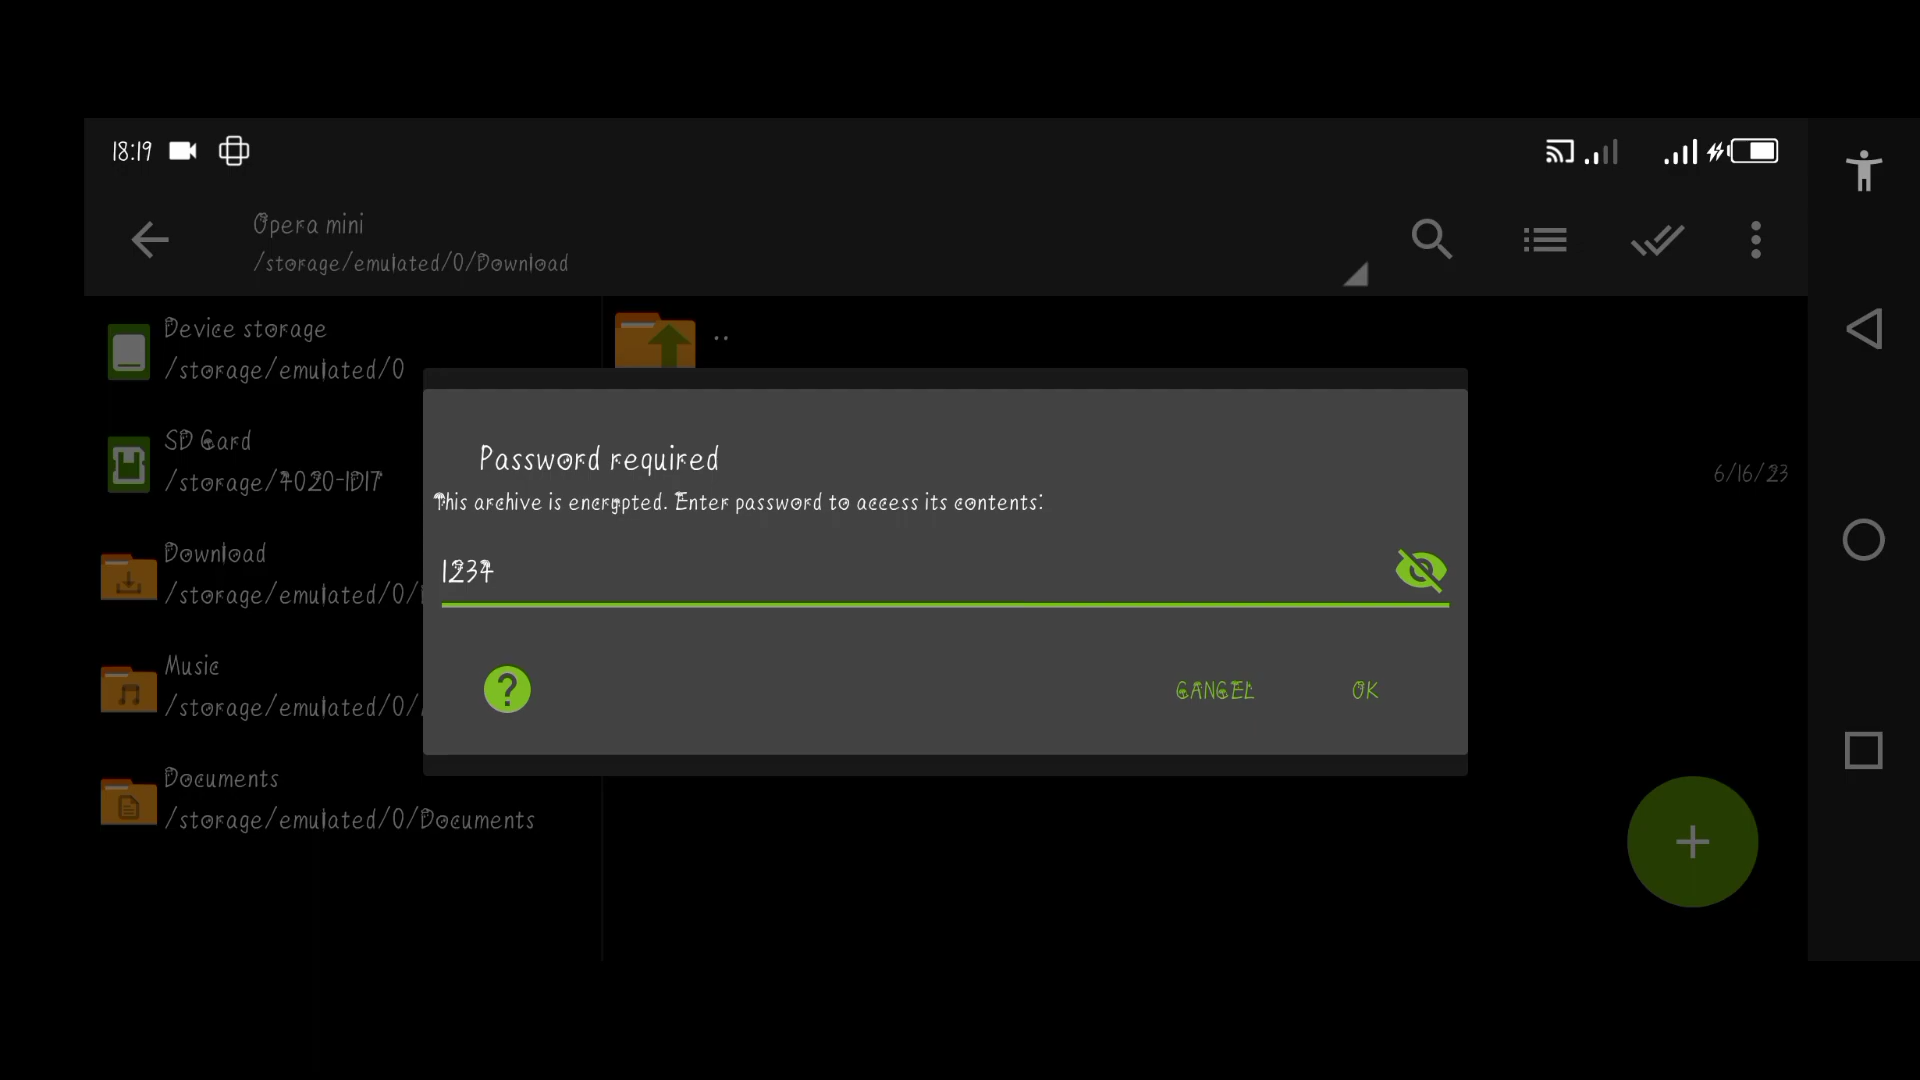 18:19
Opera mini
/storage/emulated/0/Download
Device storage
/storage/emulated/0
..
SD Card
/storage/4020-1D17
6/16/23
Download
/storage/emulated/0/
Music
/storage/emulated/0/
Documents
/storage/emulated/0/Documents
Password required
This archive is encrypted. Enter password to access its contents:
1234
?
CANCEL
OK